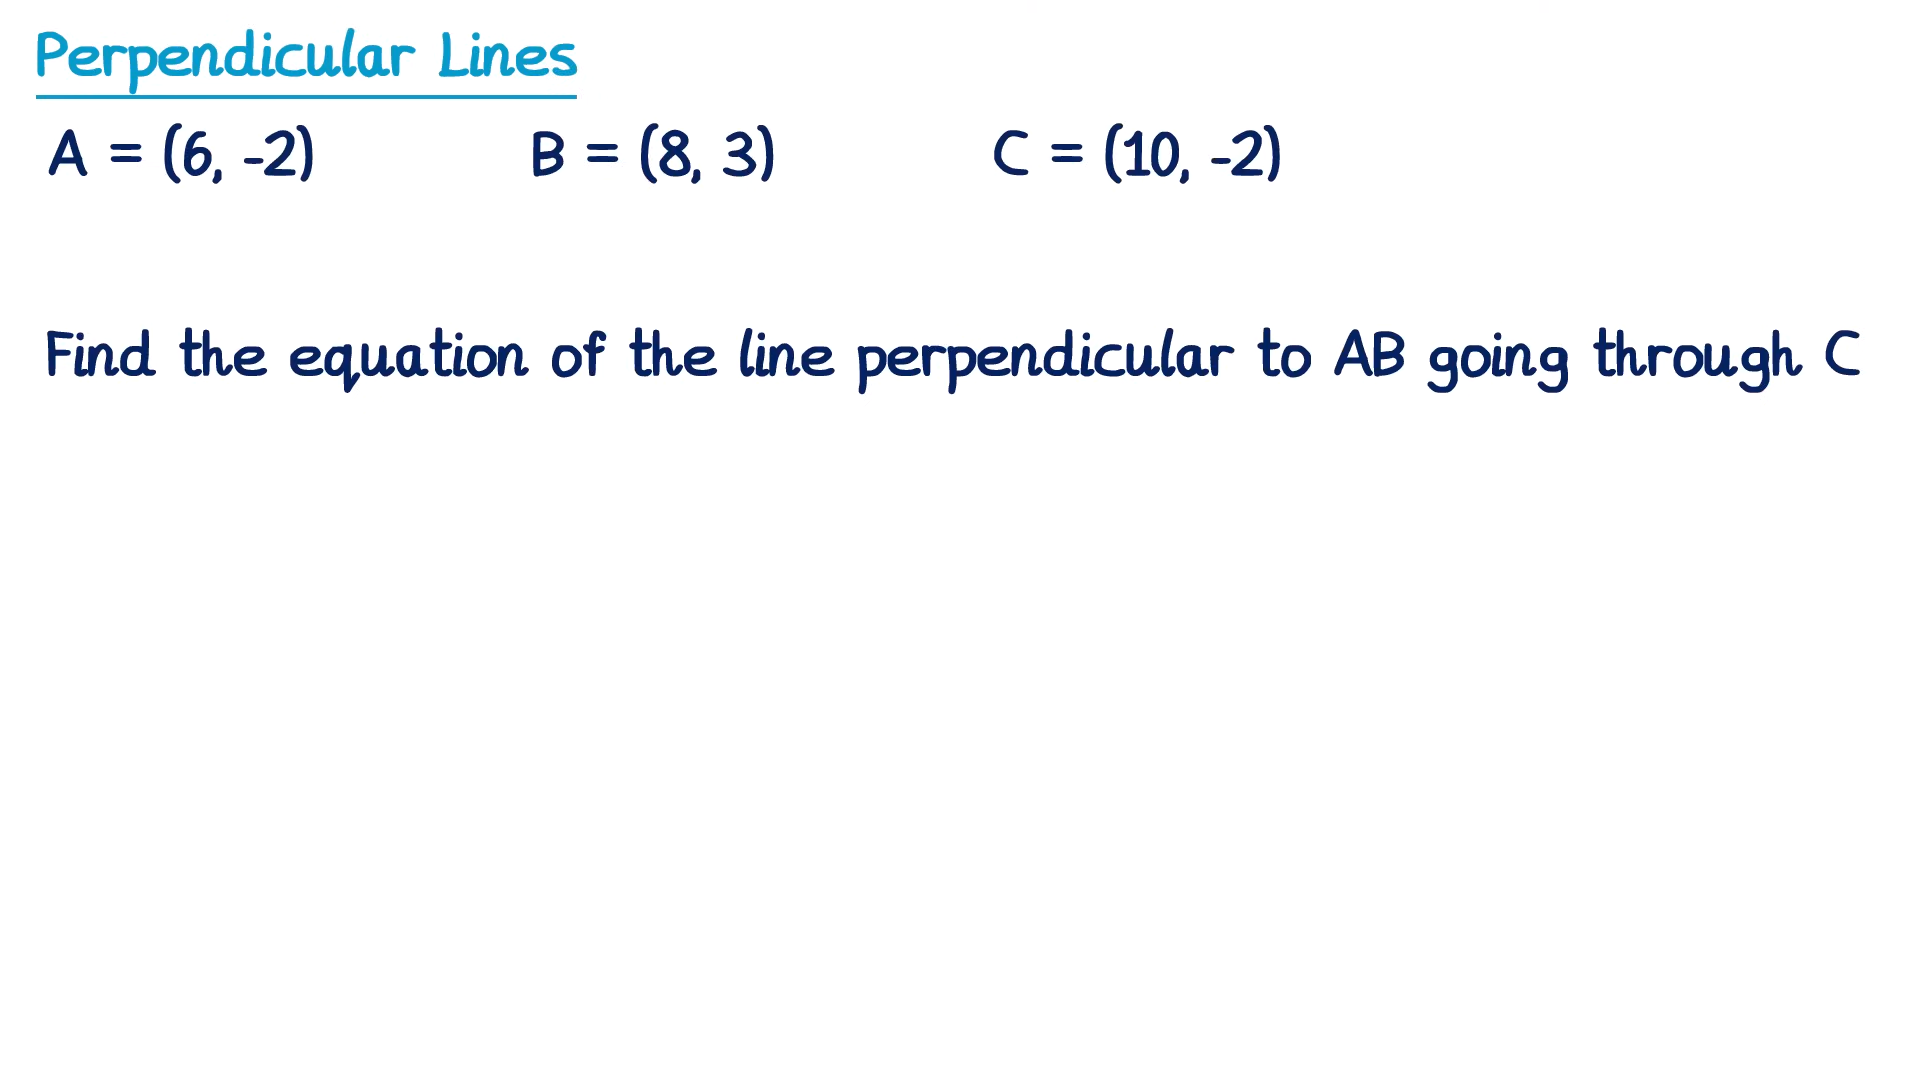 Perpendicular Lines
A = (6, -2) B = (8, 3) C = (10, -2)
Find the equation of the line perpendicular to AB going through C